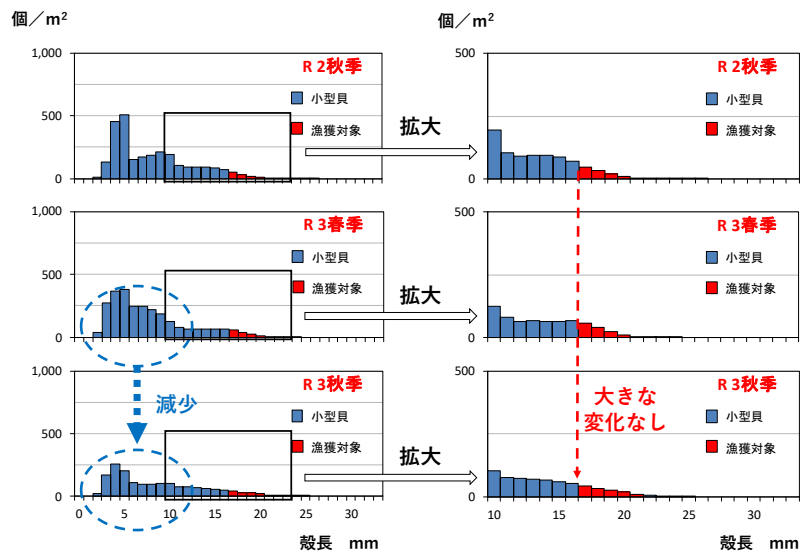 個／m²
個／m²
1,000
500
0
R 2秋季
小型貝
漁獲対象
拡大
500
0
R 2秋季
小型貝
漁獲対象
1,000
500
0
R 3春季
小型貝
漁獲対象
拡大
500
0
R 3春季
小型貝
漁獲対象
減少
大きな
変化なし
1,000
500
0
R 3秋季
小型貝
漁獲対象
拡大
500
0
R 3秋季
小型貝
漁獲対象
0 5 10 15 20 25 30
10 15 20 25 30
殻長 mm
殻長 mm